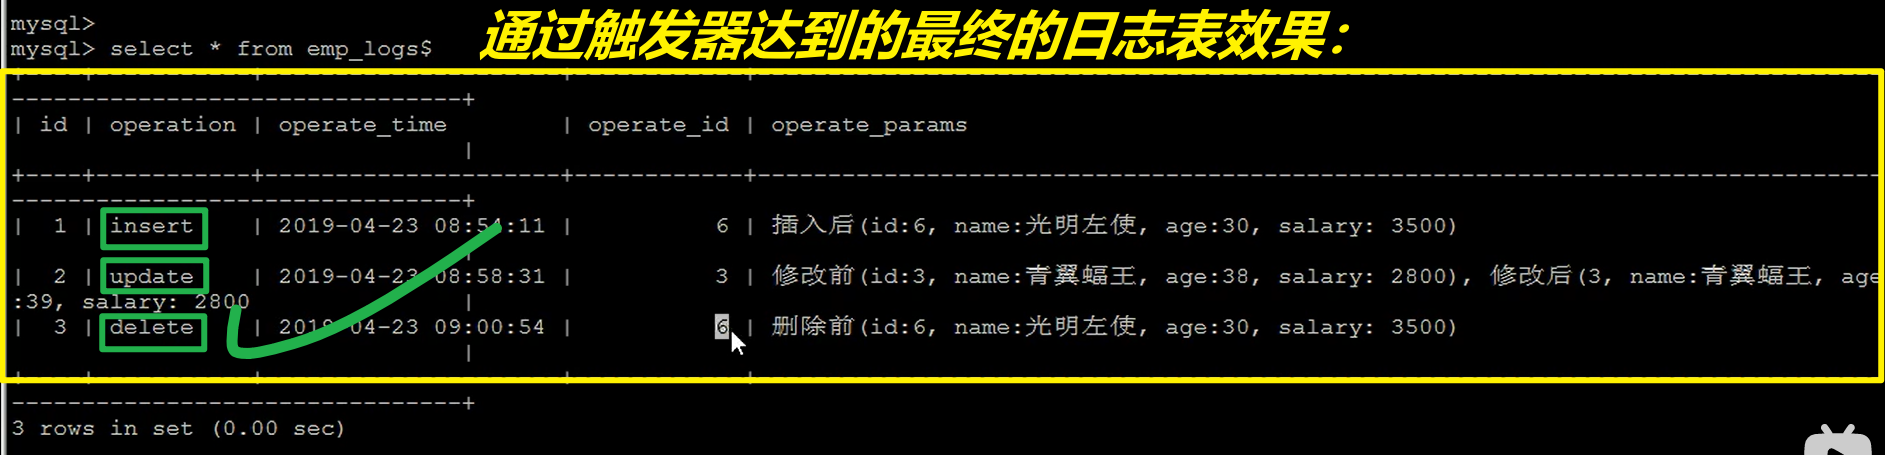 mysql>
mysql> select * from emp_logs$
通过触发器达到的最终的日志表效果：
-------------------------------+
| id | operation | operate_time        | operate_id | operate_params
|
+----+-----------+---------------------+------------+--------------------------------------------------------------------------------
-------------------------------+
| 1 | insert | 2019-04-23 08:54:11 | 6 | 插入后(id:6, name:光明左使, age:30, salary: 3500)
| 2 | update | 2019-04-23 08:58:31 | 3 | 修改前(id:3, name:青翼蝠王, age:38, salary: 2800), 修改后(3, name:青翼蝠王, age
:39, salary: 2800 |
| 3 | delete | 2019-04-23 09:00:54 | 6 | 删除前(id:6, name:光明左使, age:30, salary: 3500)
|
-------------------------------+
3 rows in set (0.00 sec)